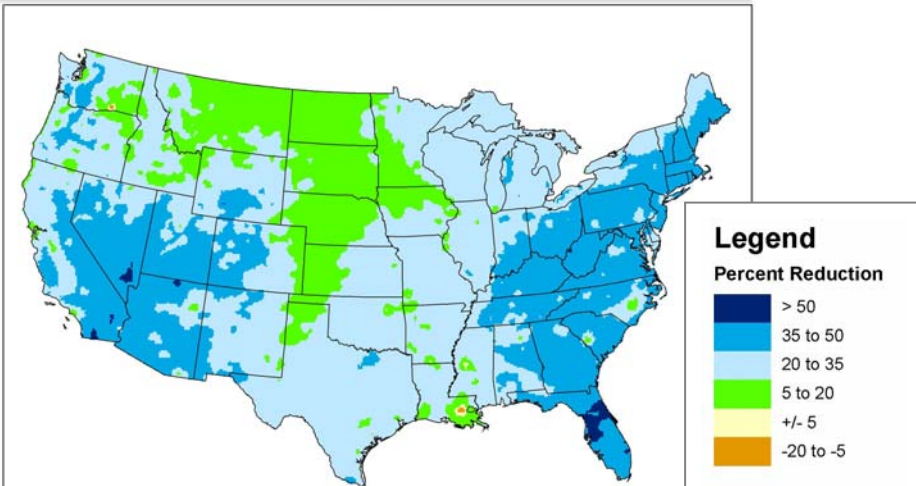 Legend
Percent Reduction
> 50
35 to 50
20 to 35
5 to 20
+/- 5
-20 to -5